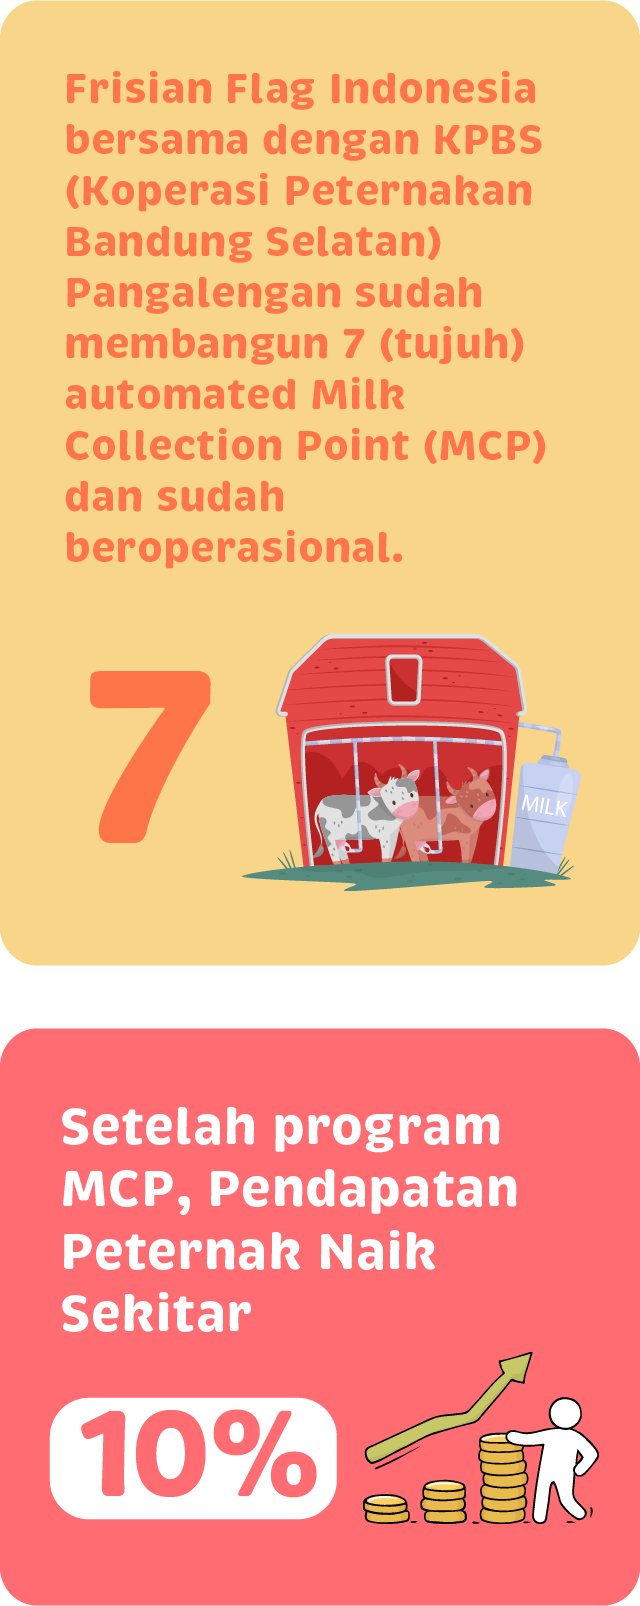 Frisian Flag Indonesia
bersama dengan KPBS
(Koperasi Peternakan
Bandung Selatan)
Pangalengan sudah
membangun 7 (tujuh)
automated Milk
Collection Point (MCP)
dan sudah
beroperasional.
7
MILK
Setelah program
MCP, Pendapatan
Peternak Naik
Sekitar
10%